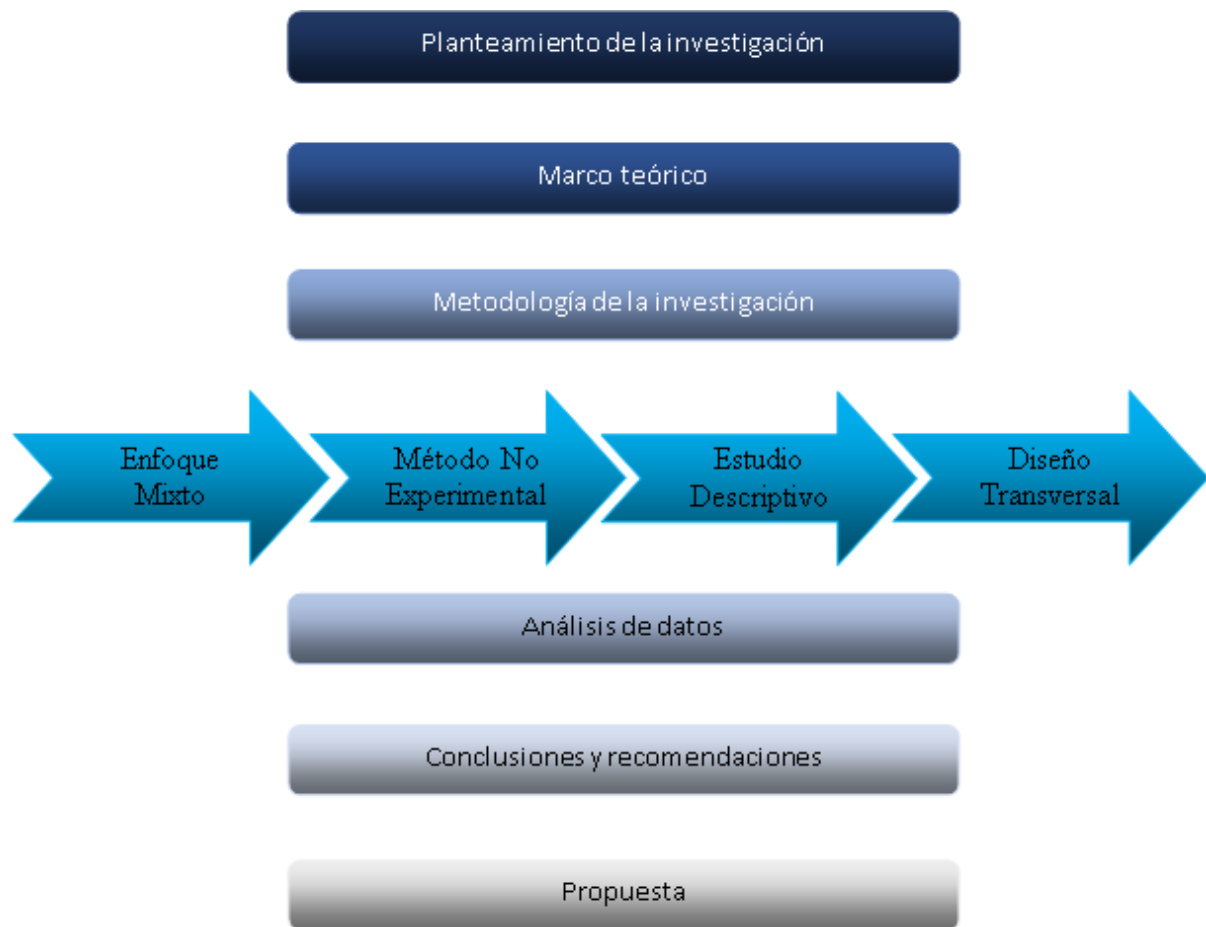 Planteamiento de la investigación
Marco teórico
Metodología de la investigación
Enfoque
Mixto
Método No
Experimental
Estudio
Descriptivo
Diseño
Transversal
Análisis de datos
Conclusiones y recomendaciones
Propuesta